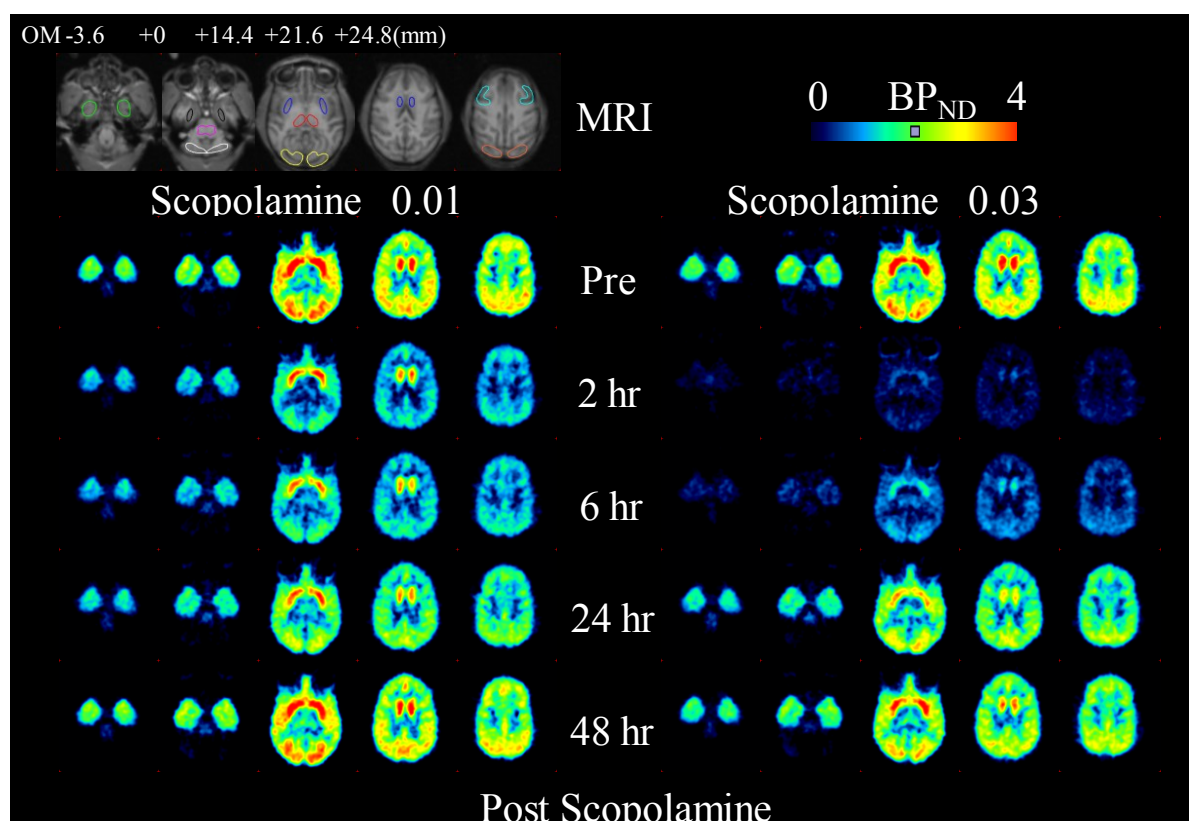 OM -3.6 +0 +14.4 +21.6 +24.8(mm)
MRI
0 BPND 4
Scopolamine 0.01
Scopolamine 0.03
Pre
2 hr
6 hr
24 hr
48 hr
Post Scopolamine